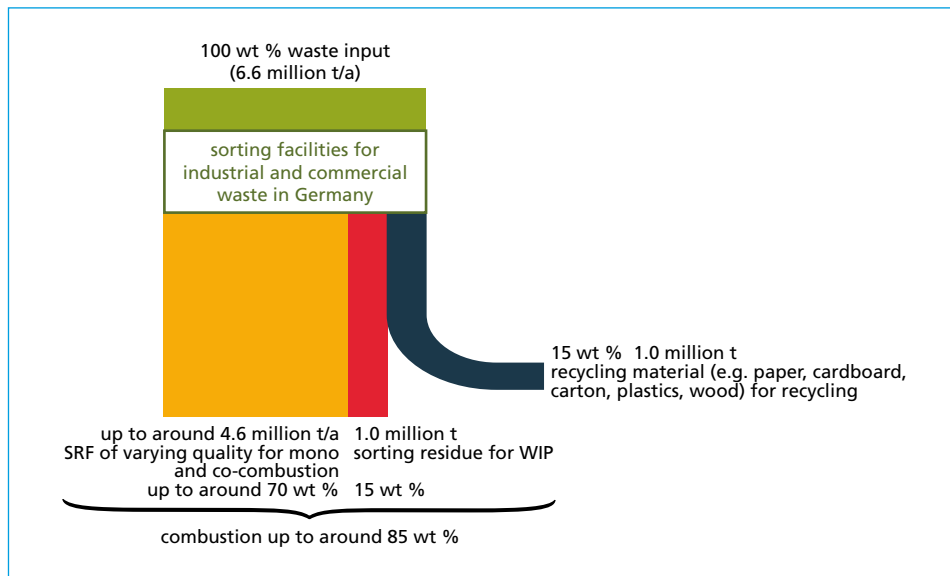 100 wt % waste input
(6.6 million t/a)
sorting facilities for
industrial and commercial
waste in Germany
15 wt % 1.0 million t
recycling material (e.g. paper, cardboard,
carton, plastics, wood) for recycling
up to around 4.6 million t/a
SRF of varying quality for mono
and co-combustion
up to around 70 wt %
1.0 million t
sorting residue for WIP
15 wt %
combustion up to around 85 wt %